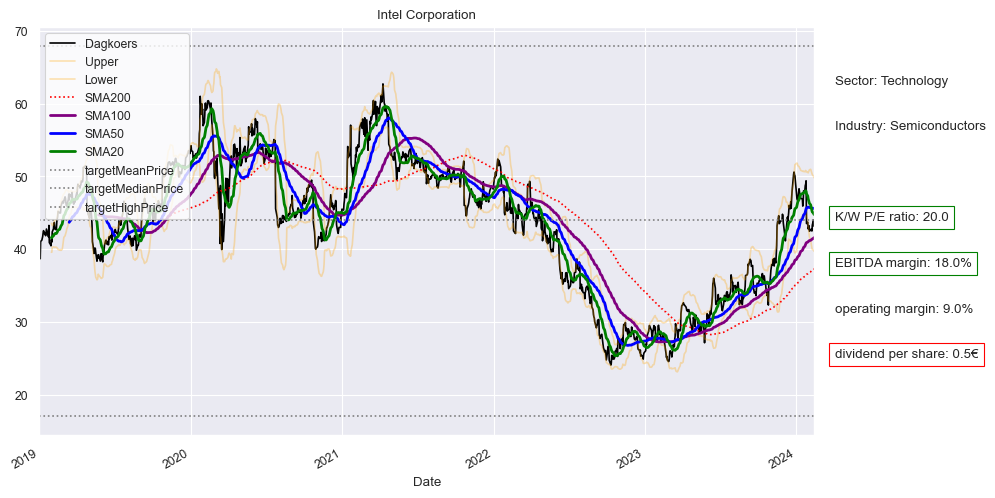 Intel Corporation
70
60
50
40
30
20
Dagkoers
Upper
Lower
SMA200
SMA100
SMA50
SMA20
targetMeanPrice
targetMedianPrice
targetHighPrice
2019
2020
2021
2022
2023
2024
Date
Sector: Technology
Industry: Semiconductors
K/W P/E ratio: 20.0
EBITDA margin: 18.0%
operating margin: 9.0%
dividend per share: 0.5€